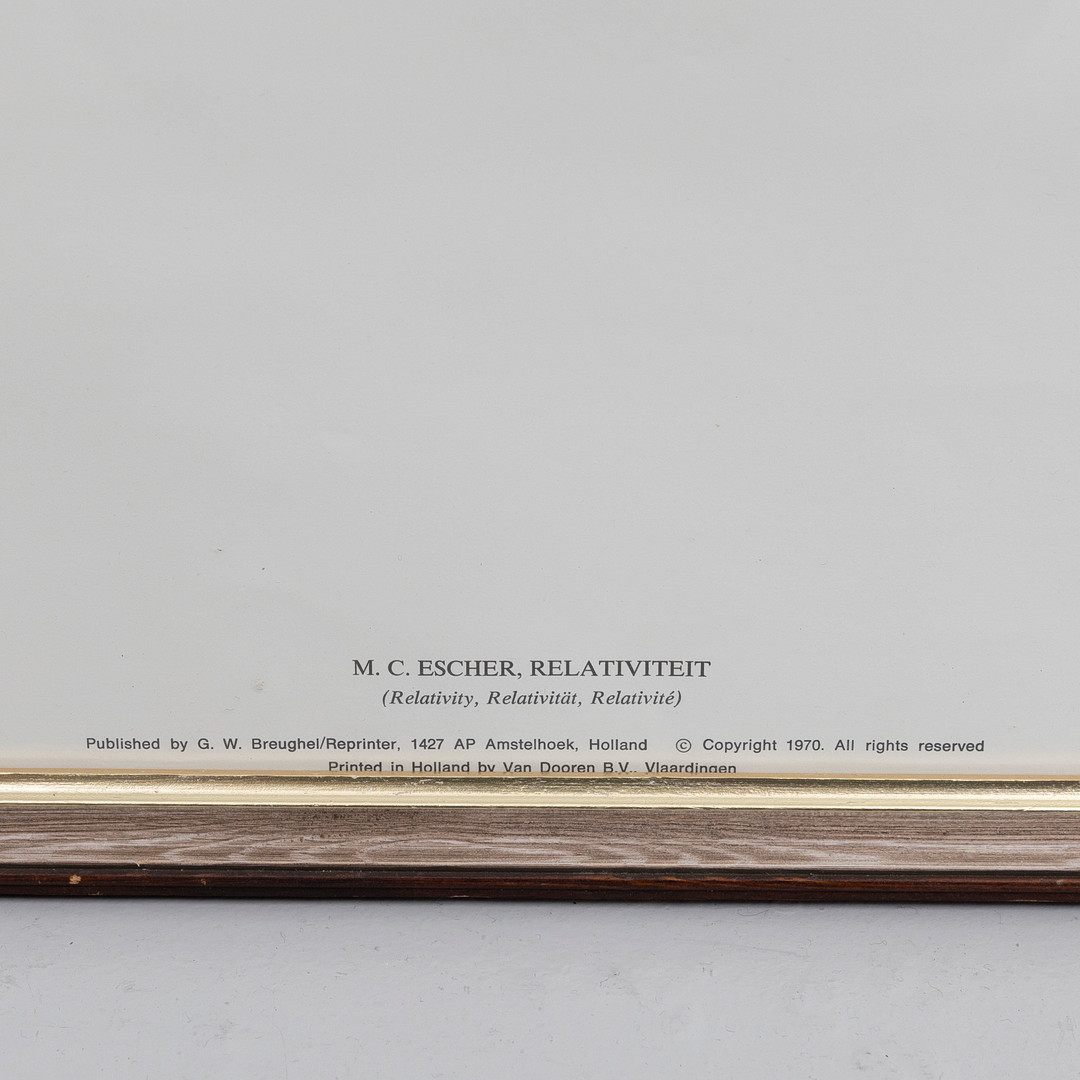 M. C. ESCHER, RELATIVITEIT
(Relativity, Relativität, Relativité)
Published by G. W. Breughel/Reprinter, 1427 AP Amstelhoek, Holland © Copyright 1970. All rights reserved
Printed in Holland by Van Dooren B.V., Vlaardingen